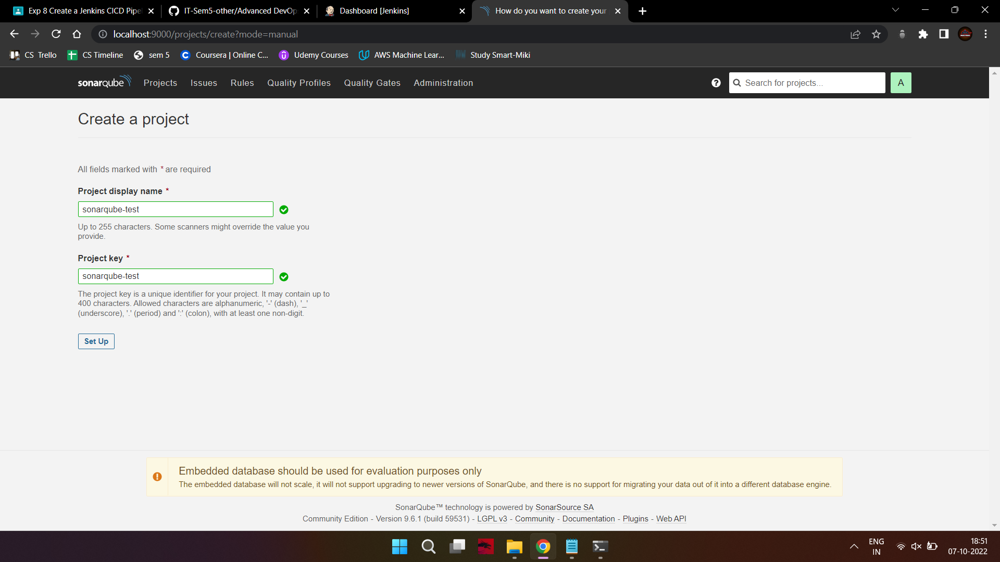 Exp 8 Create a Jenkins CICD Pipel
IT-Sem5-other/Advanced DevOp
Dashboard [Jenkins]
How do you want to create your
localhost:9000/projects/create?mode=manual
CS Trello
CS Timeline
sem 5
Coursera | Online C...
Udemy Courses
AWS Machine Lear...
Study Smart-Miki
sonarqube
Projects
Issues
Rules
Quality Profiles
Quality Gates
Administration
Search for projects...
A
Create a project
All fields marked with * are required
Project display name *
sonarqube-test
Up to 255 characters. Some scanners might override the value you
provide.
Project key *
sonarqube-test
The project key is a unique identifier for your project. It may contain up to
400 characters. Allowed characters are alphanumeric, '-' (dash), '_'
(underscore), '.' (period) and ':' (colon), with at least one non-digit.
Set Up
Embedded database should be used for evaluation purposes only
The embedded database will not scale, it will not support upgrading to newer versions of SonarQube, and there is no support for migrating your data out of it into a different database engine.
SonarQube™ technology is powered by SonarSource SA
Community Edition - Version 9.6.1 (build 59531) - LGPL v3 - Community - Documentation - Plugins - Web API
ENG
IN
18:51
07-10-2022